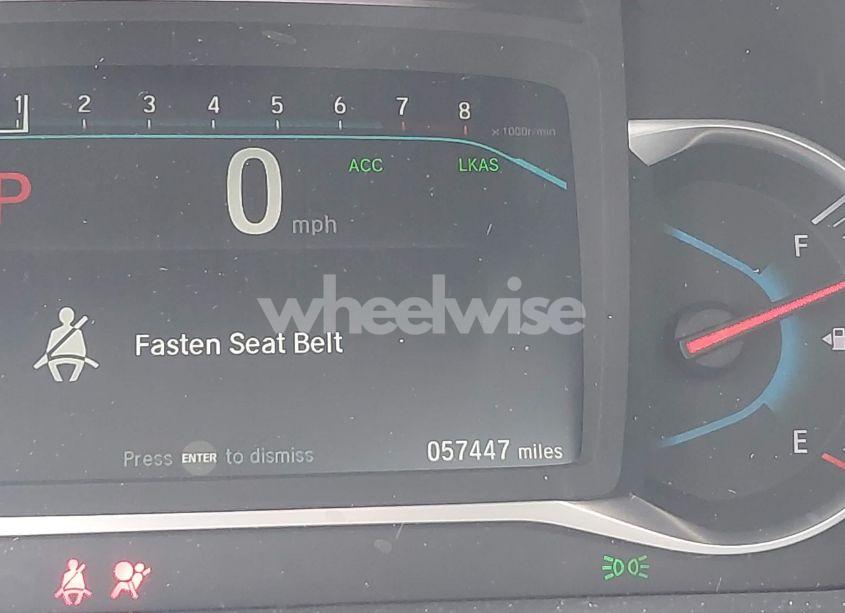 1 2 3 4 5 6 7 8
× 1000r/min
P 0 mph ACC LKAS
F
wheelwise
Fasten Seat Belt
E
Press ENTER to dismiss 057447 miles